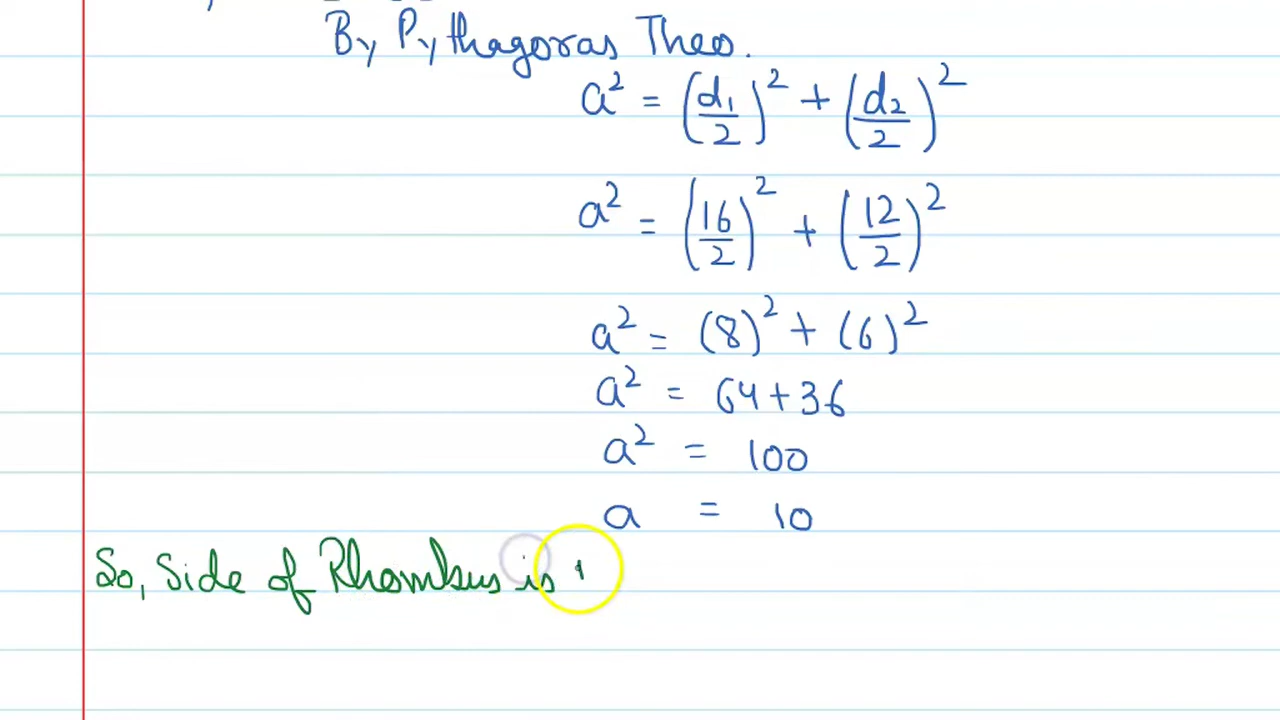 By Pythagoras Theo.
a² = (d₁/2)² + (d₂/2)²
a² = (16/2)² + (12/2)²
a² = (8)² + (6)²
a² = 64+36
a² = 100
a = 10
So, Side of Rhombus is